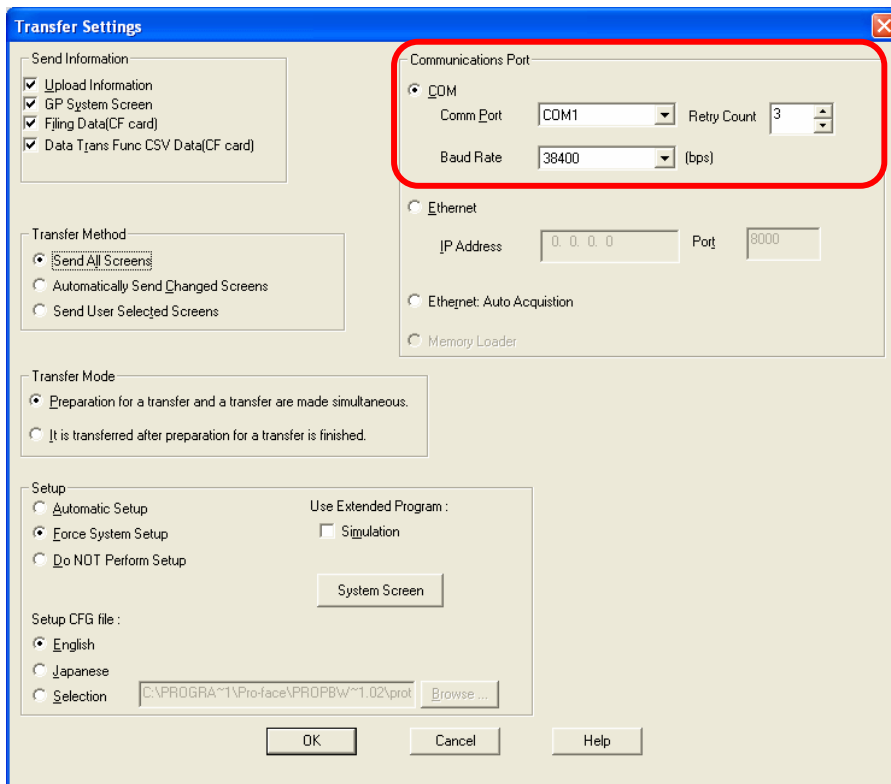 Transfer Settings
Send Information
Upload Information
GP System Screen
Filing Data(CF card)
Data Trans Func CSV Data(CF card)
Communications Port
COM
Comm Port COM1 Retry Count 3
Baud Rate 38400 (bps)
Ethernet
IP Address 0. 0. 0. 0 Port 8000
Ethernet: Auto Acquistion
Memory Loader
Transfer Method
Send All Screens
Automatically Send Changed Screens
Send User Selected Screens
Transfer Mode
Preparation for a transfer and a transfer are made simultaneous.
It is transferred after preparation for a transfer is finished.
Setup
Automatic Setup
Force System Setup
Do NOT Perform Setup
Use Extended Program :
Simulation
System Screen
Setup CFG file :
English
Japanese
Selection C:\PROGRA~1\Pro-face\PROPBW~1.02\prot Browse ...
OK Cancel Help